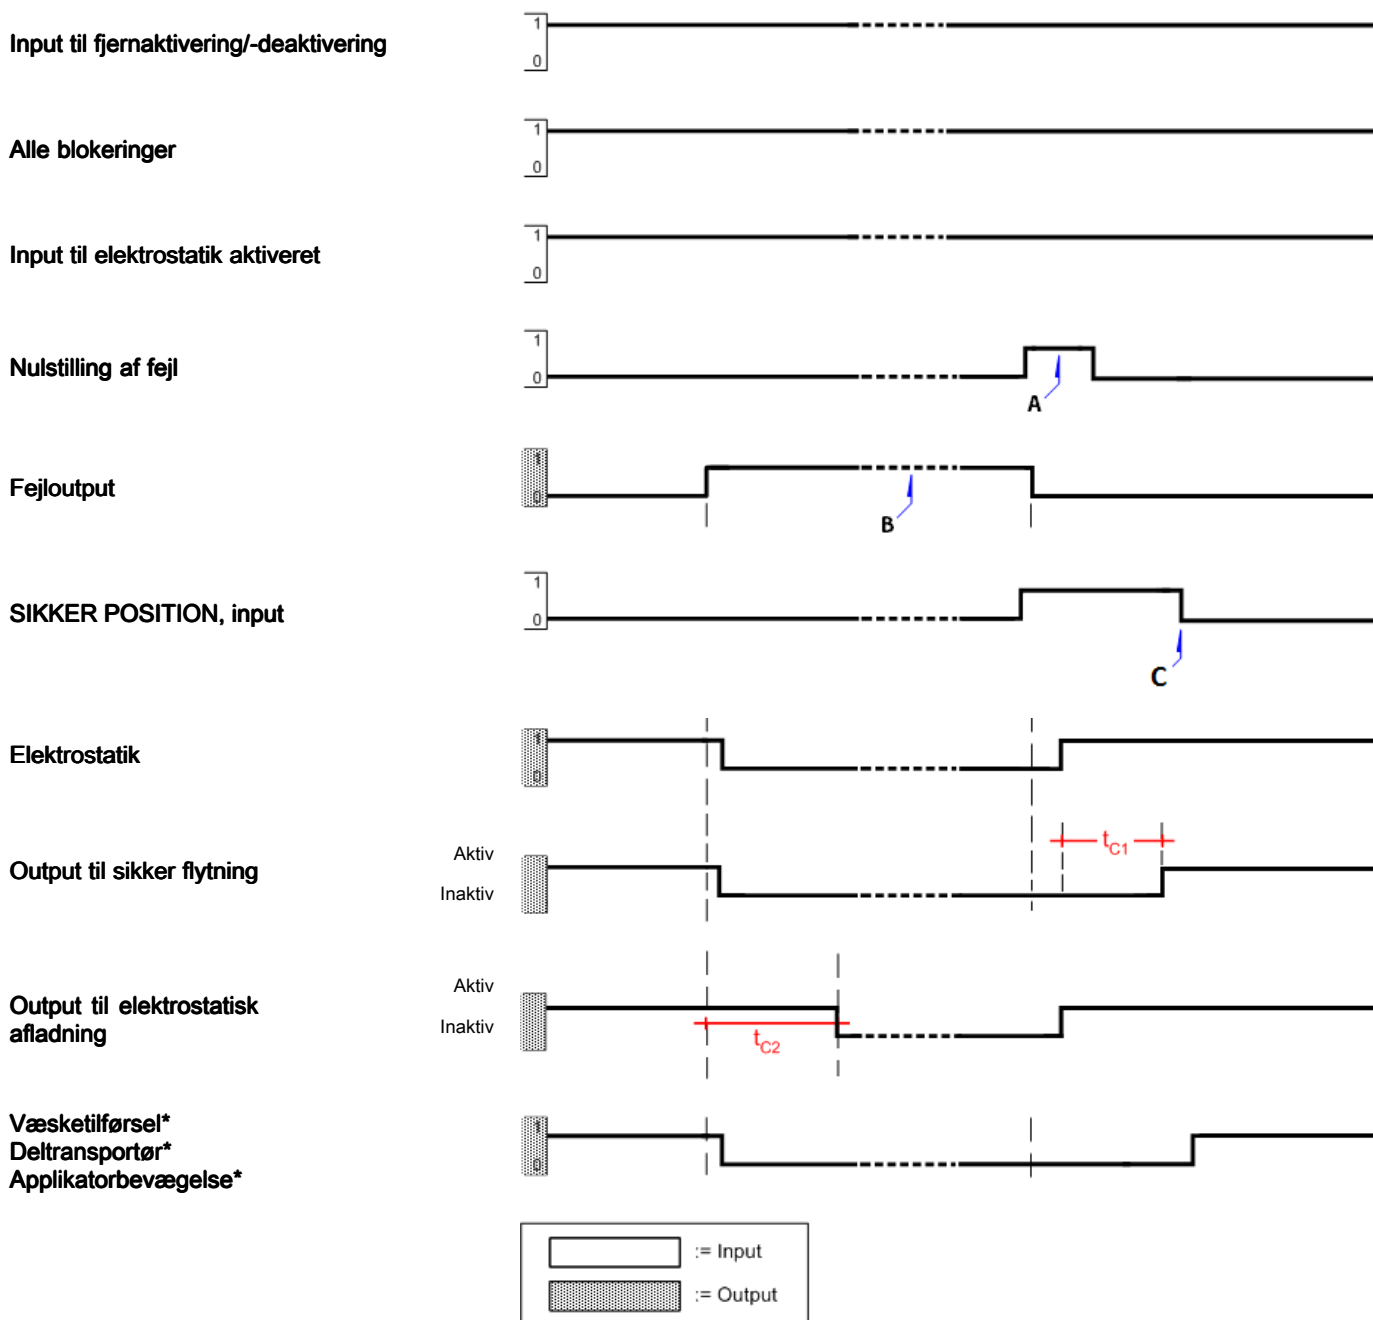 Input til fjernaktivering/-deaktivering
1
0
Alle blokeringer
1
0
Input til elektrostatik aktiveret
1
0
Nulstilling af fejl
1
0
A
Fejloutput
1
0
B
SIKKER POSITION, input
1
0
C
Elektrostatik
1
0
Output til sikker flytning
Aktiv
Inaktiv
tC1
Output til elektrostatisk
afladning
Aktiv
Inaktiv
tC2
Væsketilførsel*
Deltransportør*
Applikatorbevægelse*
1
0
:= Input
:= Output